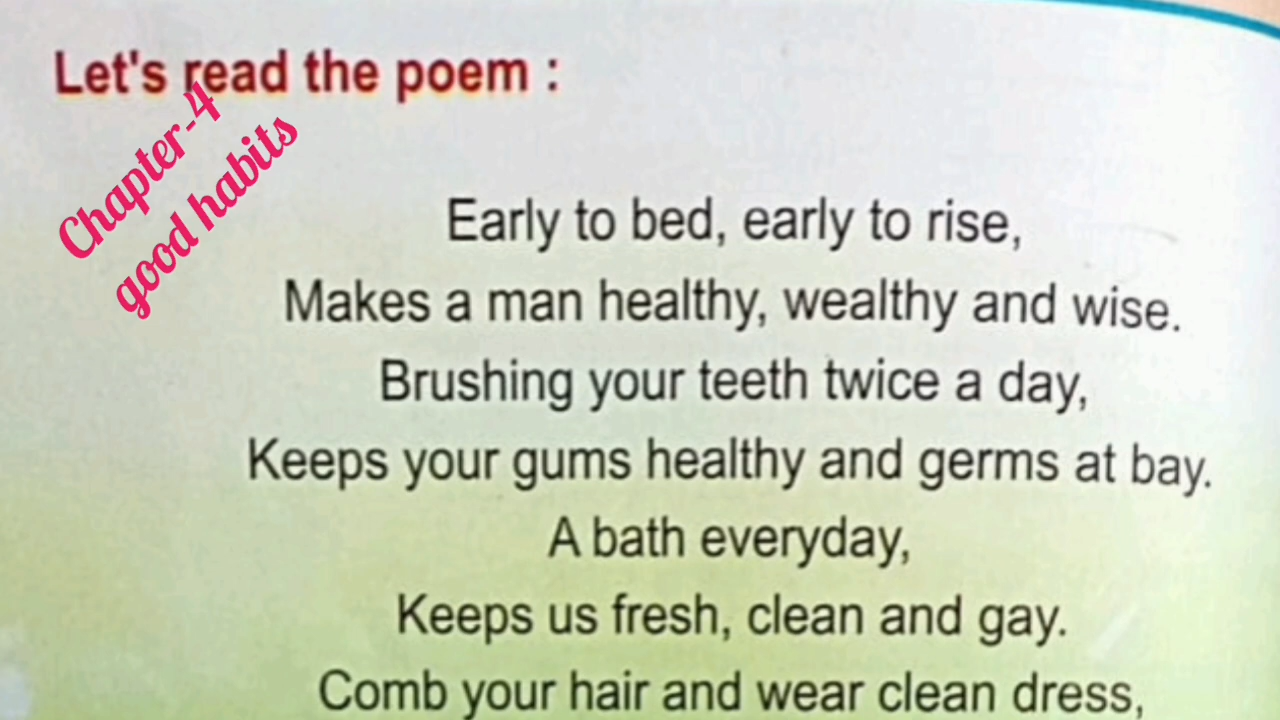 Let's read the poem :
Chapter-4
good habits
Early to bed, early to rise,
Makes a man healthy, wealthy and wise.
Brushing your teeth twice a day,
Keeps your gums healthy and germs at bay.
A bath everyday,
Keeps us fresh, clean and gay.
Comb your hair and wear clean dress,